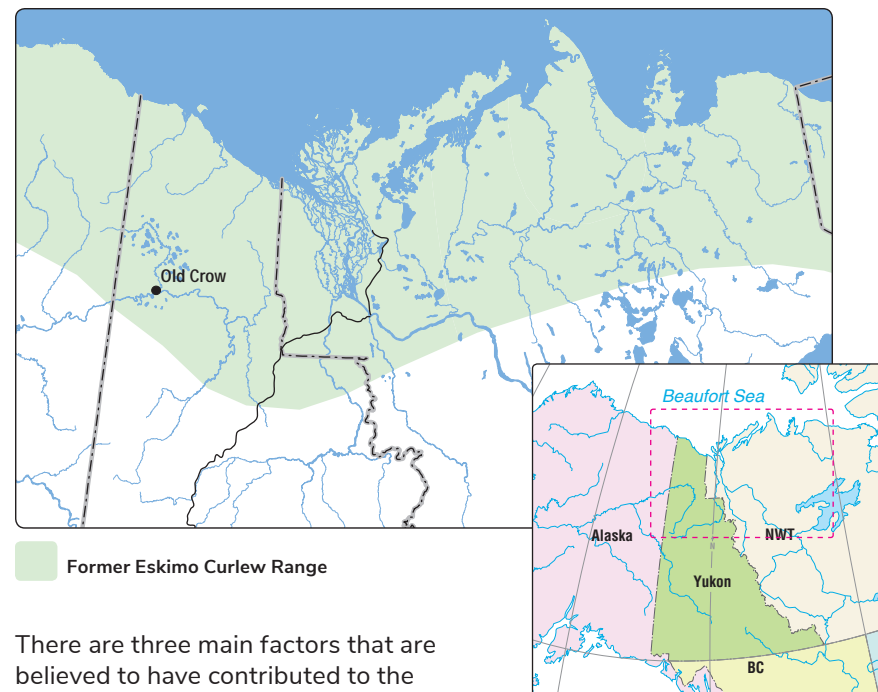 Old Crow
Beaufort Sea
Alaska
NWT
N
Yukon
BC
Former Eskimo Curlew Range
There are three main factors that are
believed to have contributed to the